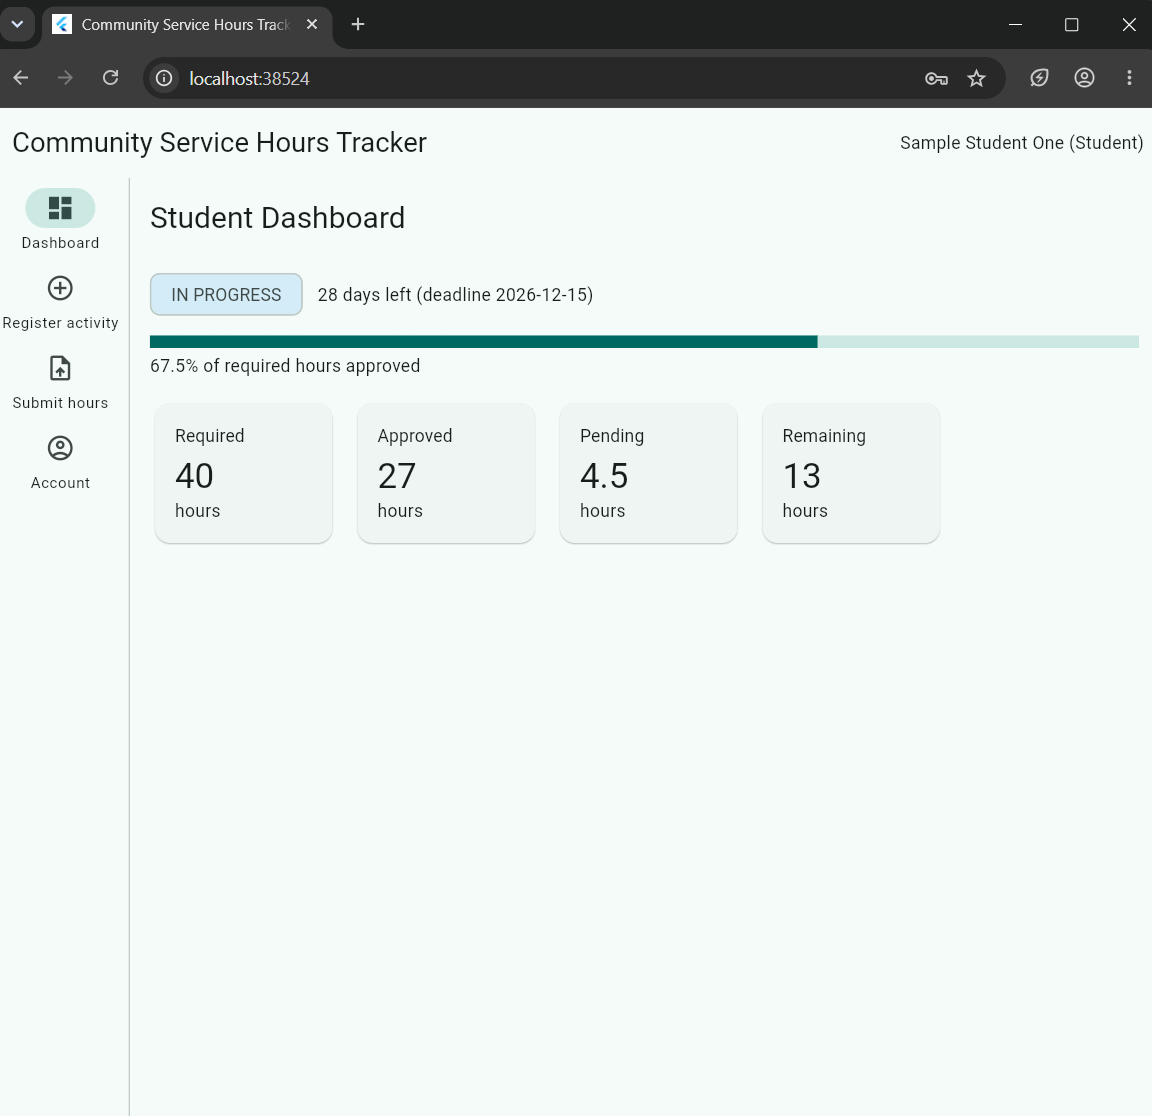 Community Service Hours Track
localhost:38524
Community Service Hours Tracker
Sample Student One (Student)
Dashboard
Register activity
Submit hours
Account
Student Dashboard
IN PROGRESS
28 days left (deadline 2026-12-15)
67.5% of required hours approved
Required
40
hours
Approved
27
hours
Pending
4.5
hours
Remaining
13
hours